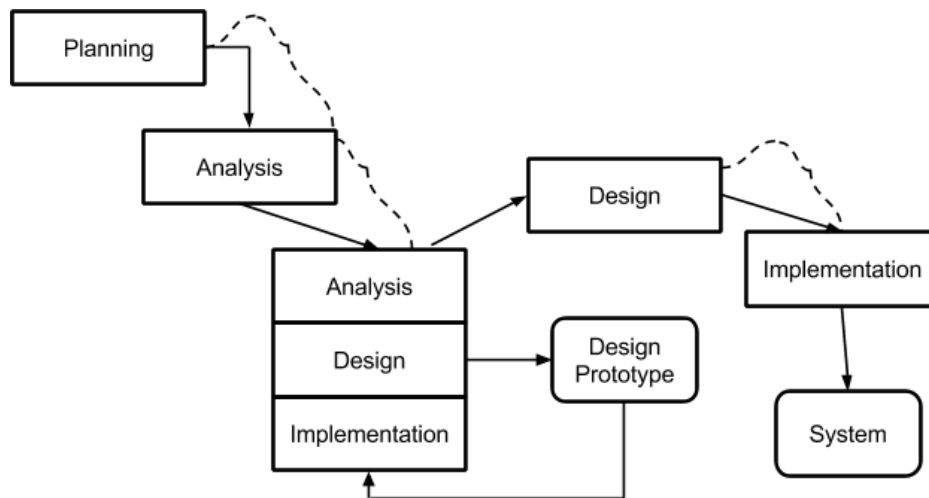 Planning
Analysis
Design
Implementation
Analysis
Design
Implementation
Design
Prototype
System